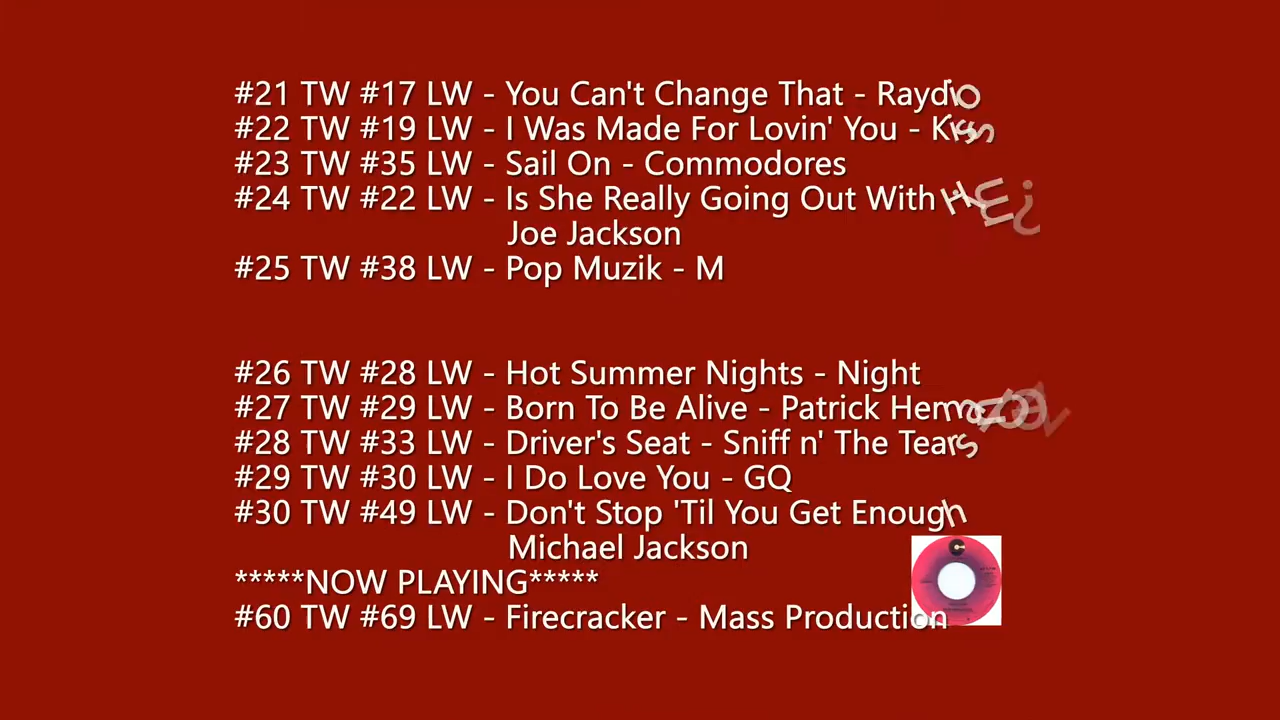 #21 TW #17 LW - You Can't Change That - Raydio
#22 TW #19 LW - I Was Made For Lovin' You - Kiss
#23 TW #35 LW - Sail On - Commodores
#24 TW #22 LW - Is She Really Going Out With Him?
Joe Jackson
#25 TW #38 LW - Pop Muzik - M
#26 TW #28 LW - Hot Summer Nights - Night
#27 TW #29 LW - Born To Be Alive - Patrick Hernandez
#28 TW #33 LW - Driver's Seat - Sniff n' The Tears
#29 TW #30 LW - I Do Love You - GQ
#30 TW #49 LW - Don't Stop 'Til You Get Enough
Michael Jackson
*****NOW PLAYING*****
#60 TW #69 LW - Firecracker - Mass Production